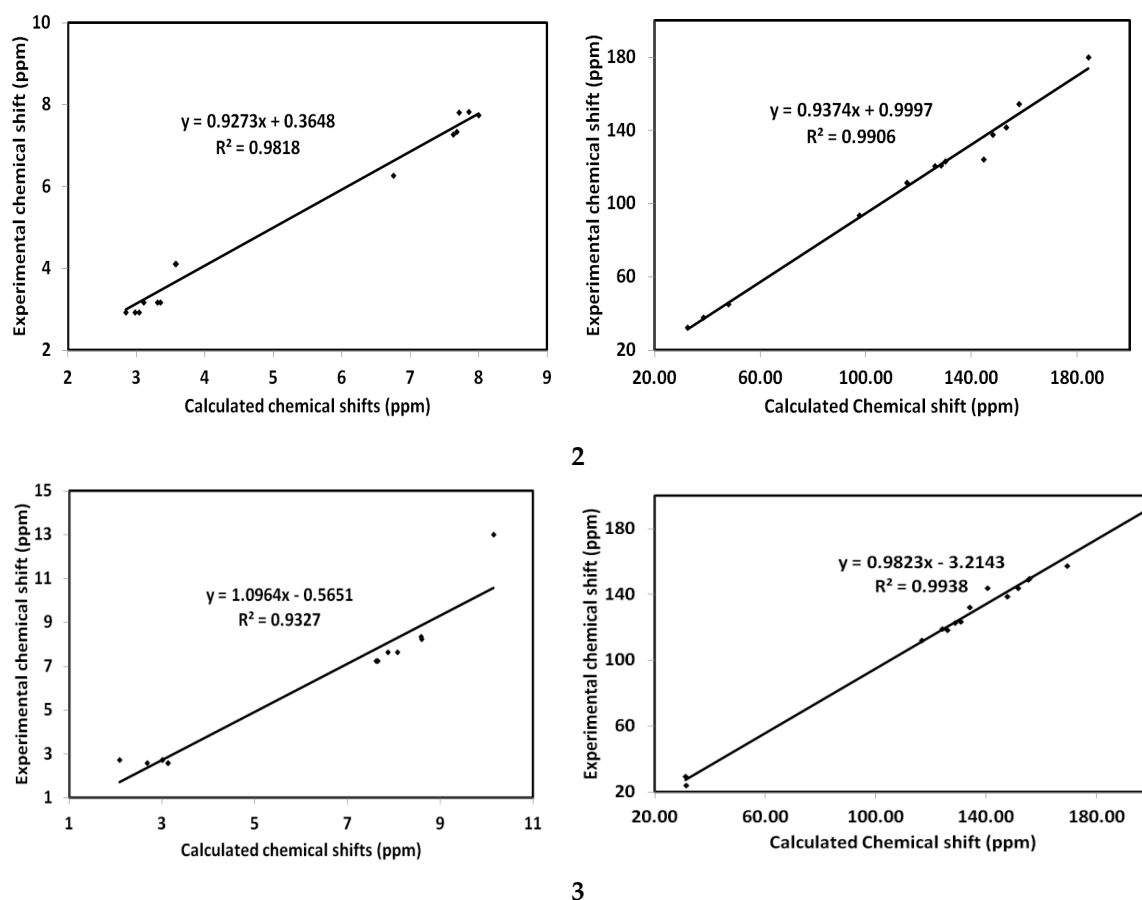 10
8
6
4
2
Experimental chemical shift (ppm)
y = 0.9273x + 0.3648
R² = 0.9818
2 3 4 5 6 7 8 9
Calculated chemical shifts (ppm)
180
140
100
60
20
Experimental chemical shift (ppm)
y = 0.9374x + 0.9997
R² = 0.9906
20.00 60.00 100.00 140.00 180.00
Calculated Chemical shift (ppm)
2
15
13
11
9
7
5
3
1
Experimental chemical shift (ppm)
y = 1.0964x - 0.5651
R² = 0.9327
1 3 5 7 9 11
Calculated chemical shifts (ppm)
180
140
100
60
20
Experimental chemical shift (ppm)
y = 0.9823x - 3.2143
R² = 0.9938
20.00 60.00 100.00 140.00 180.00
Calculated Chemical shift (ppm)
3